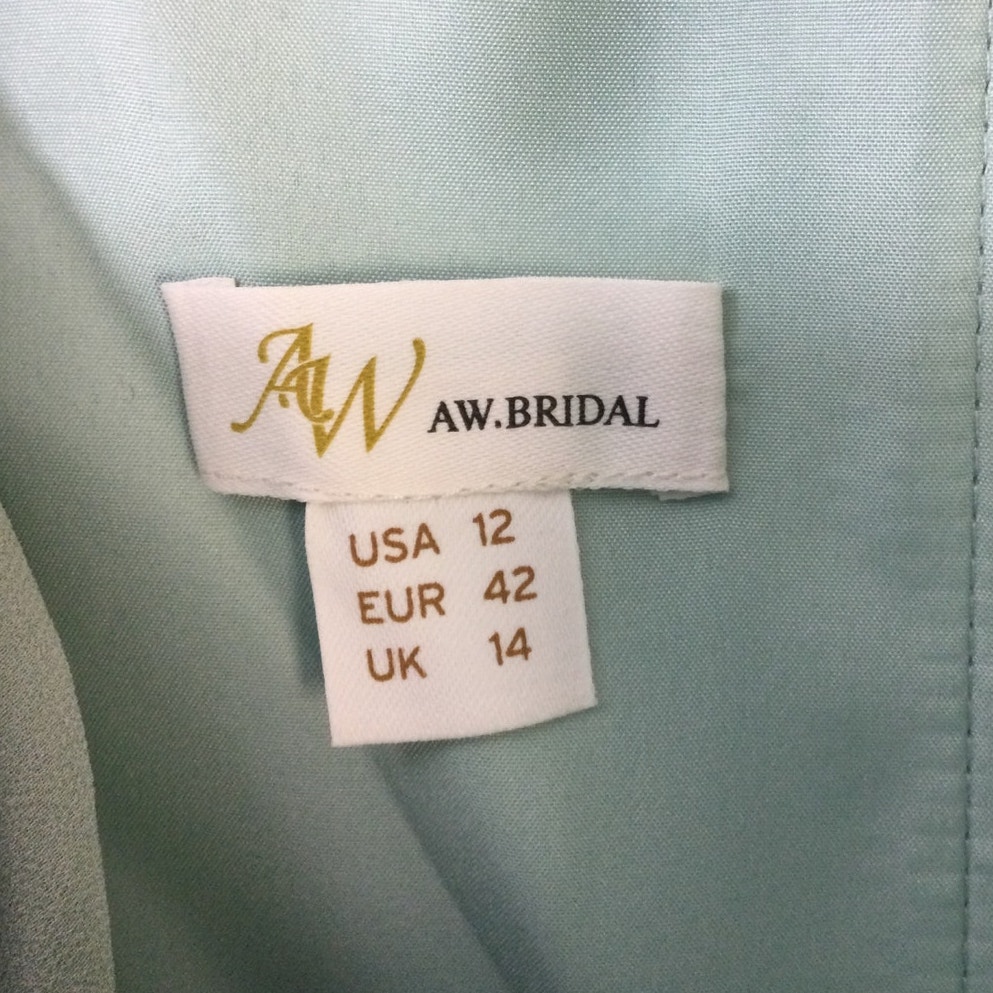 AW AW.BRIDAL
USA 12
EUR 42
UK 14